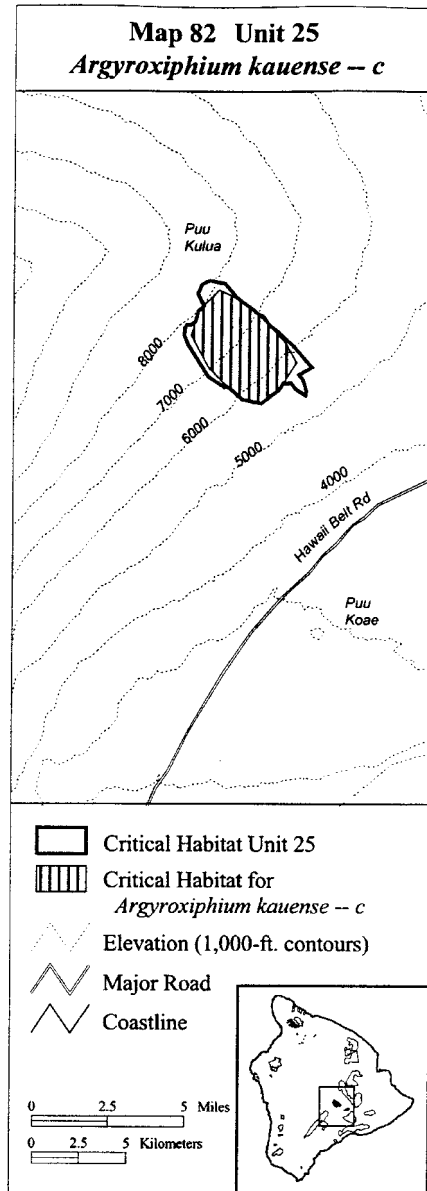 Map 82 Unit 25
Argyroxiphium kauense -- c
Puu
Kulua
8000
7000
6000
5000
4000
Hawaii Belt Rd
Puu
Koae
Critical Habitat Unit 25
Critical Habitat for
Argyroxiphium kauense -- c
Elevation (1,000-ft. contours)
Major Road
Coastline
0 2.5 5 Miles
0 2.5 5 Kilometers